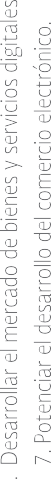 . Desarrollar el mercado de bienes y servicios digitales
7. Potenciar el desarrollo del comercio electrónico.